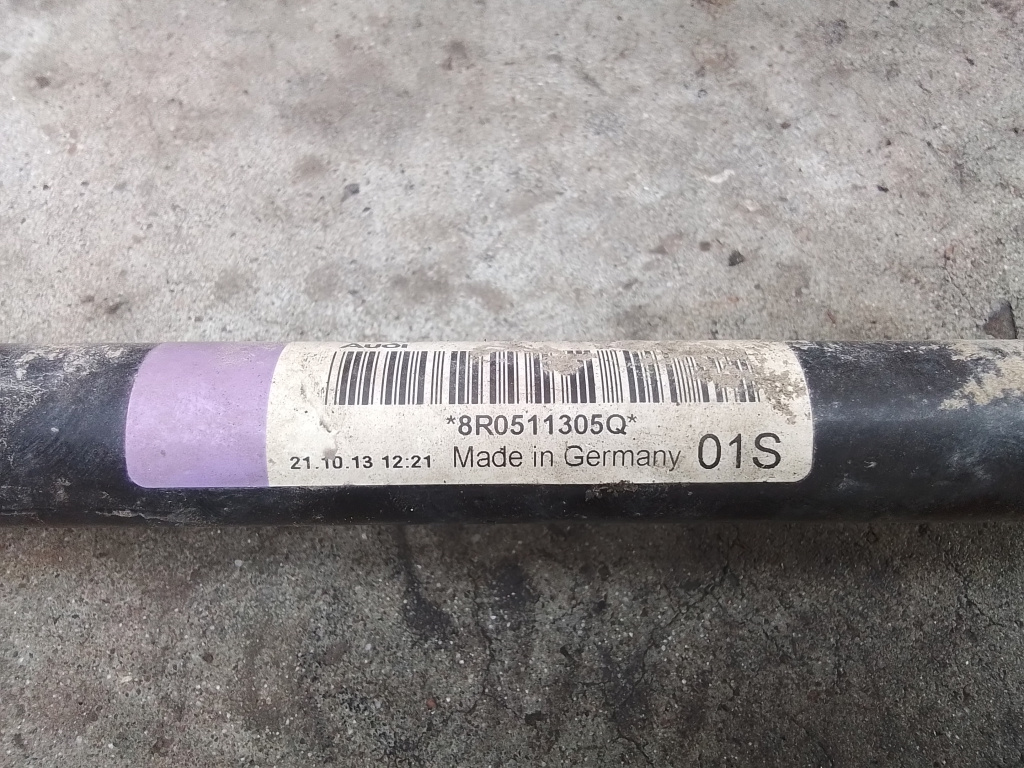 Audi
*8R0511305Q*
21.10.13 12:21 Made in Germany 01S